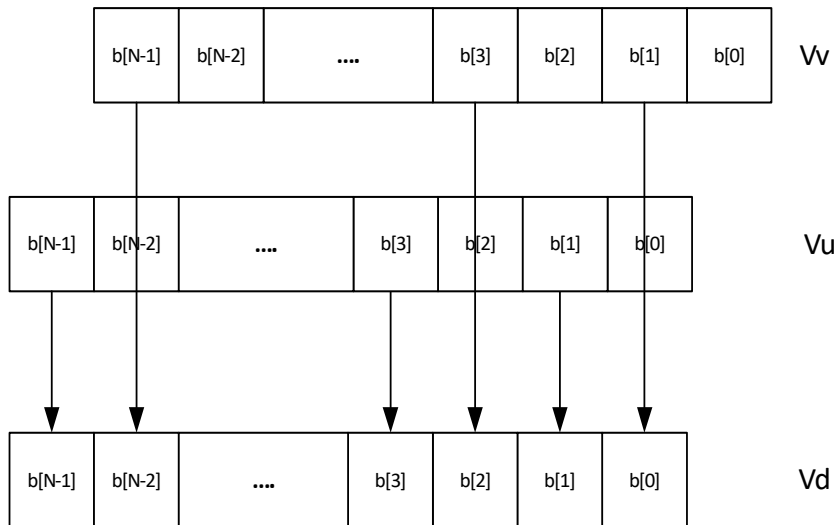 b[N-1] b[N-2] .... b[3] b[2] b[1] b[0] Vv
b[N-1] b[N-2] .... b[3] b[2] b[1] b[0] Vu
b[N-1] b[N-2] .... b[3] b[2] b[1] b[0] Vd